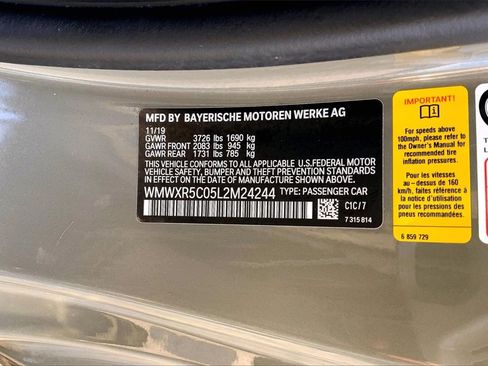 MFD BY BAYERISCHE MOTOREN WERKE AG
11/19
GVWR 3726 lbs 1690 kg
GAWR FRONT 2083 lbs 945 kg
GAWR REAR 1731 lbs 785 kg
THIS VEHICLE CONFORMS TO ALL APPLICABLE U.S. FEDERAL MOTOR
VEHICLE SAFETY, BUMPER AND THEFT PREVENTION STANDARDS IN
EFFECT ON THE DATE OF MANUFACTURE SHOWN ABOVE.
WMWXR5C05L2M24244 TYPE: PASSENGER CAR
C1C/7
7 315 814
IMPORTANT!
For speeds above
100mph, please refer to
the Owner's Manual for
recommended tire
inflation pressures.
Pour les vitesses
au - dessus de 160
km/h, faites référence
à la notice d'utilisation
pour les pressions
de pneu recommandées.
6 859 729